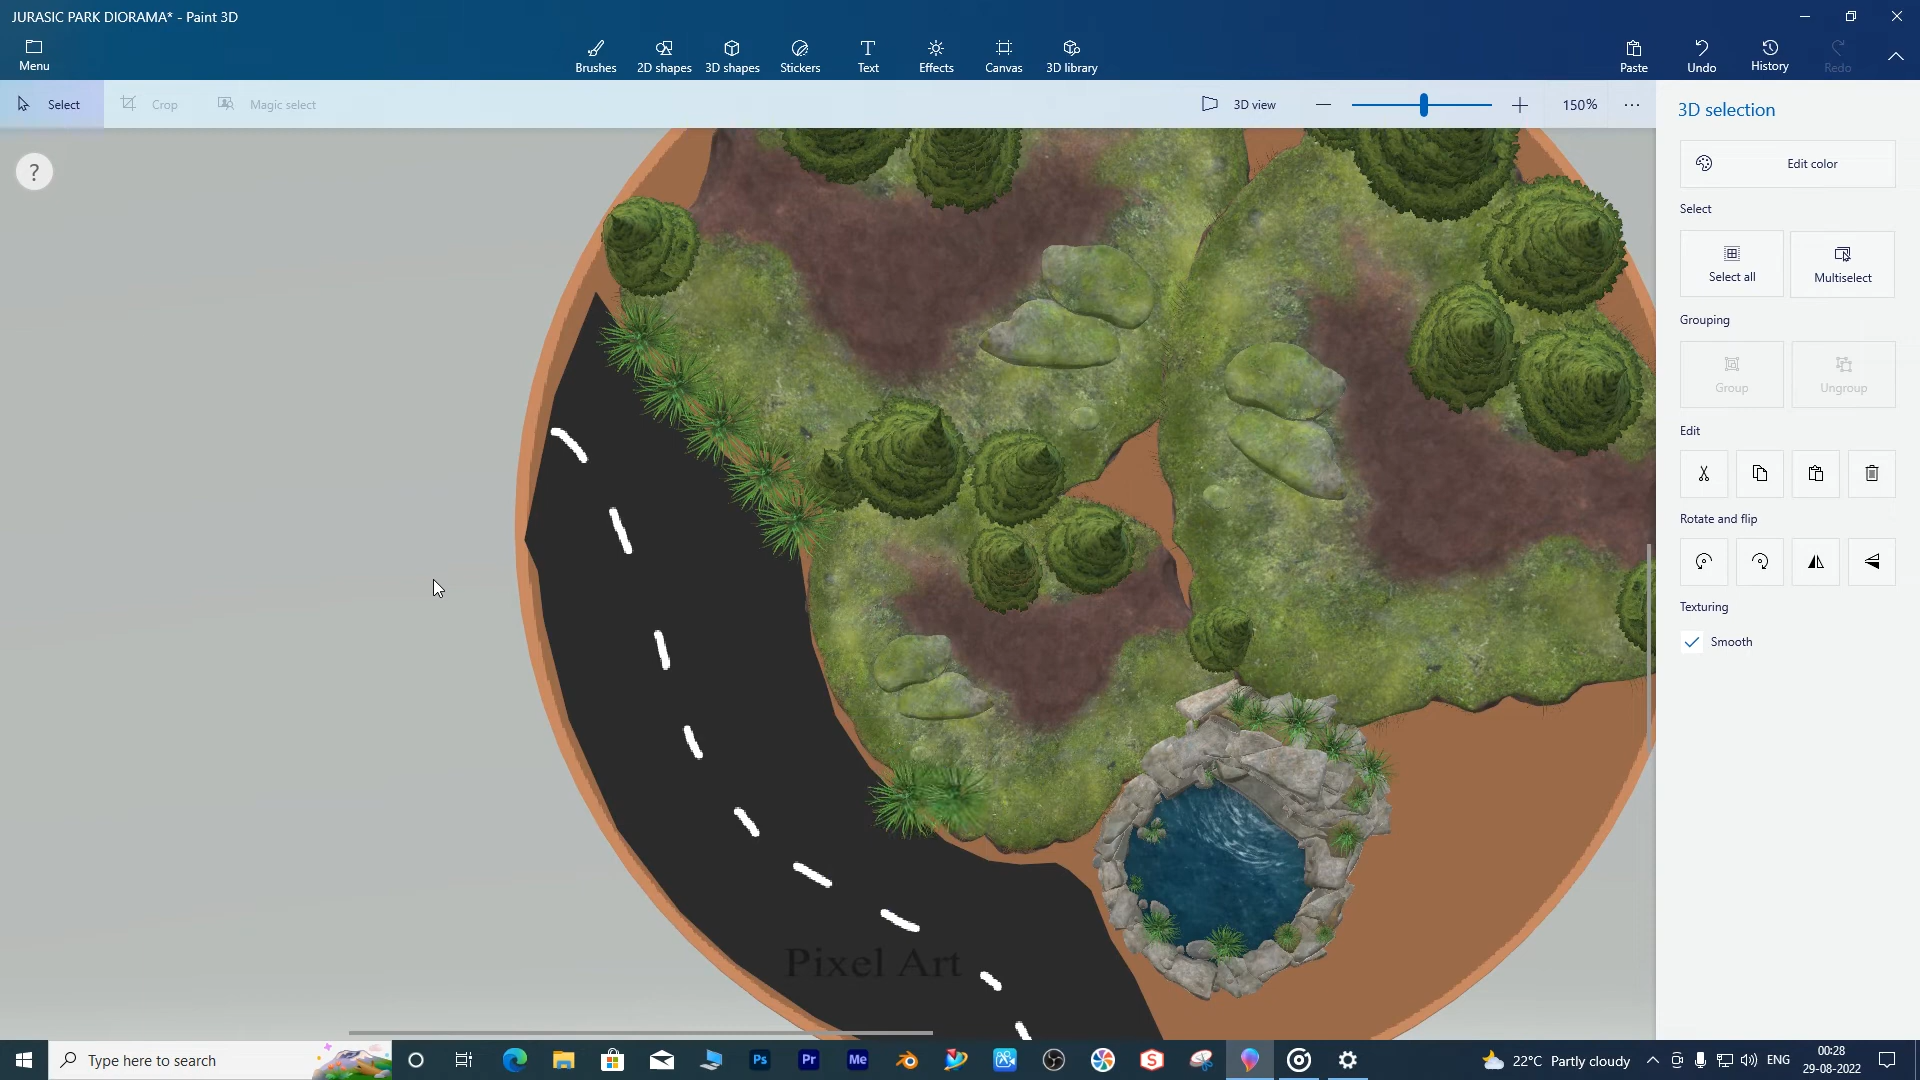 JURASIC PARK DIORAMA* - Paint 3D
Menu
Brushes
2D shapes
3D shapes
Stickers
Text
Effects
Canvas
3D library
Paste
Undo
History
Redo
Select
Crop
Magic select
3D view
150%
3D selection
?
Edit color
Select
Select all
Multiselect
Grouping
Group
Ungroup
Edit
Rotate and flip
Texturing
Smooth
Pixel Art
Type here to search
Ps
Pr
Me
S
22°C Partly cloudy
ENG
00:28
29-08-2022